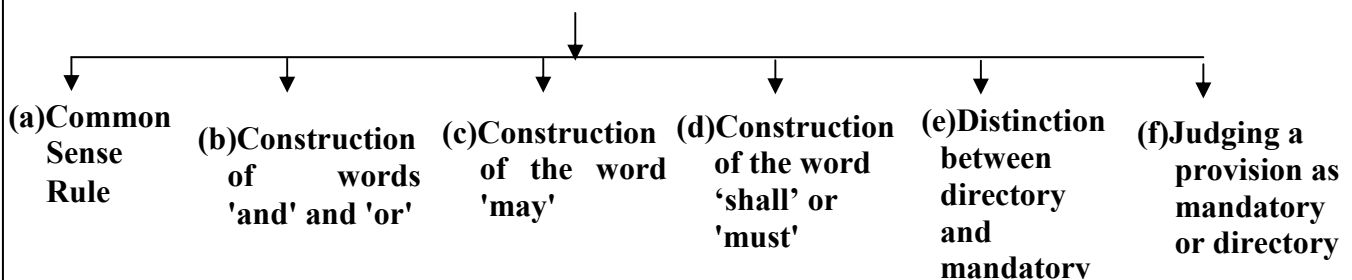 (a)Common
Sense
Rule
(b)Construction
of words
'and' and 'or'
(c)Construction
of the word
'may'
(d)Construction
of the word
‘shall’ or
'must'
(e)Distinction
between
directory
and
mandatory
(f)Judging a
provision as
mandatory
or directory